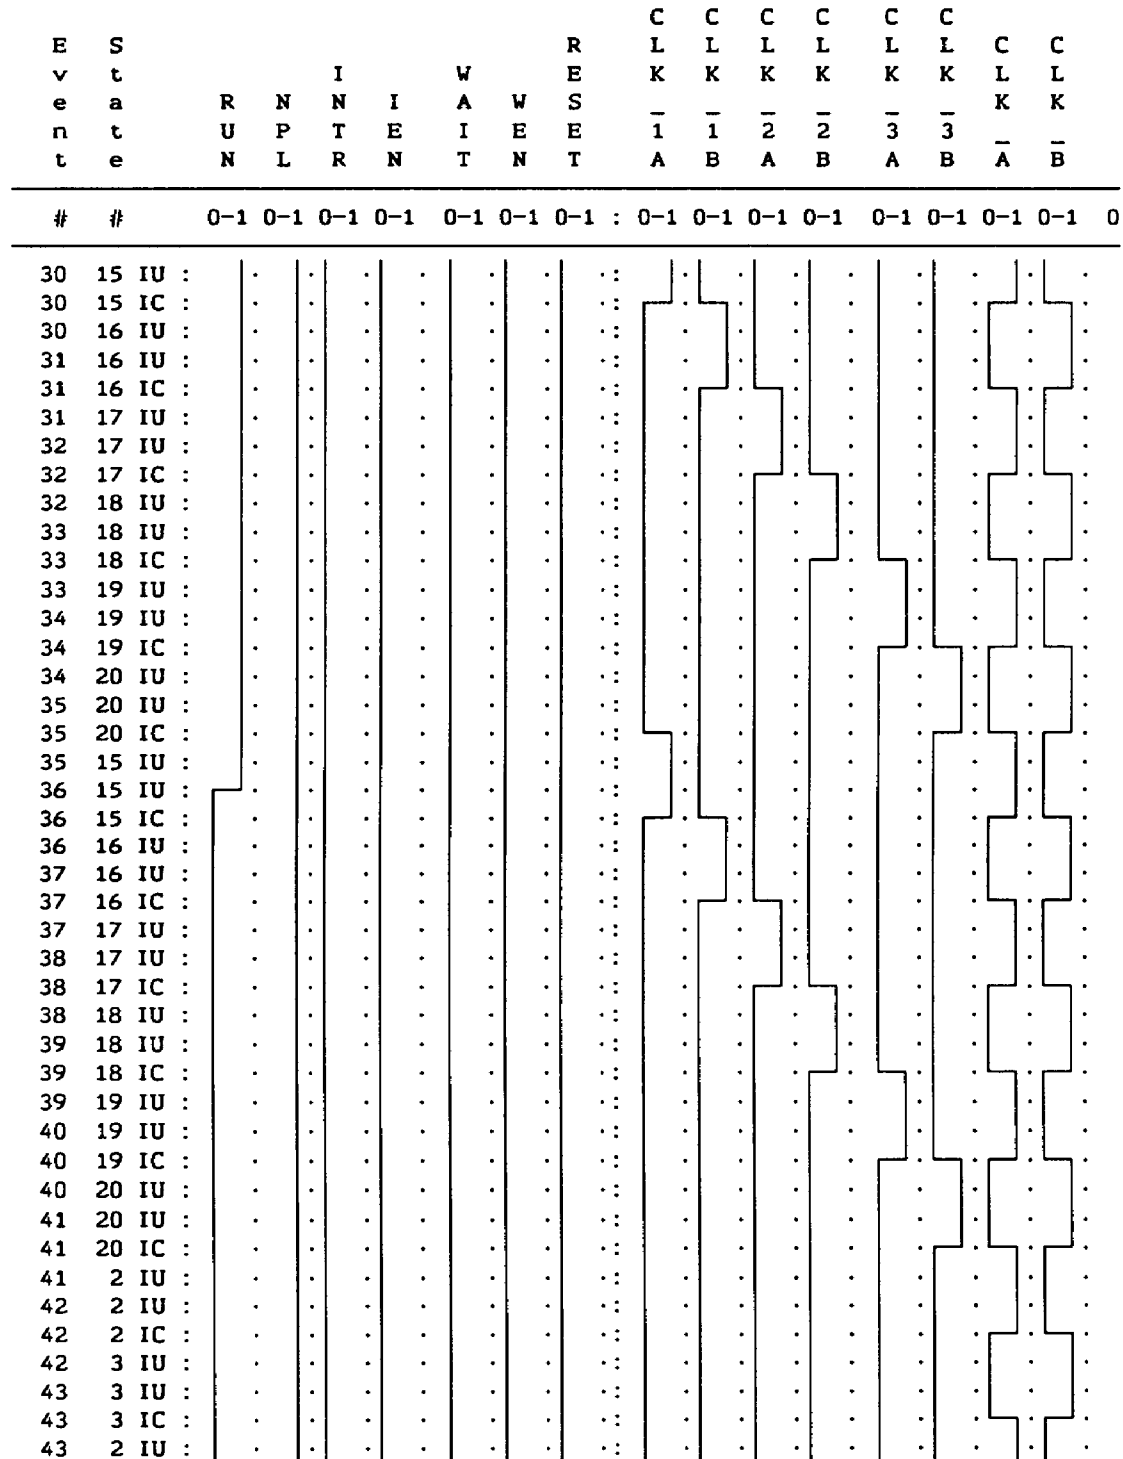 C C C C C C
E S R L L L L L L C C
v t I W E K K K K K K L L
e a R N N I A W S _ _ _ _ _ _ K K
n t U P T E I E E 1 1 2 2 3 3 _ _
t e N L R N T N T A B A B A B A B
# # 0-1 0-1 0-1 0-1 0-1 0-1 0-1 : 0-1 0-1 0-1 0-1 0-1 0-1 0-1 0-1 0
30 15 IU :
30 15 IC :
30 16 IU :
31 16 IU :
31 16 IC :
31 17 IU :
32 17 IU :
32 17 IC :
32 18 IU :
33 18 IU :
33 18 IC :
33 19 IU :
34 19 IU :
34 19 IC :
34 20 IU :
35 20 IU :
35 20 IC :
35 15 IU :
36 15 IU :
36 15 IC :
36 16 IU :
37 16 IU :
37 16 IC :
37 17 IU :
38 17 IU :
38 17 IC :
38 18 IU :
39 18 IU :
39 18 IC :
39 19 IU :
40 19 IU :
40 19 IC :
40 20 IU :
41 20 IU :
41 20 IC :
41 2 IU :
42 2 IU :
42 2 IC :
42 3 IU :
43 3 IU :
43 3 IC :
43 2 IU :